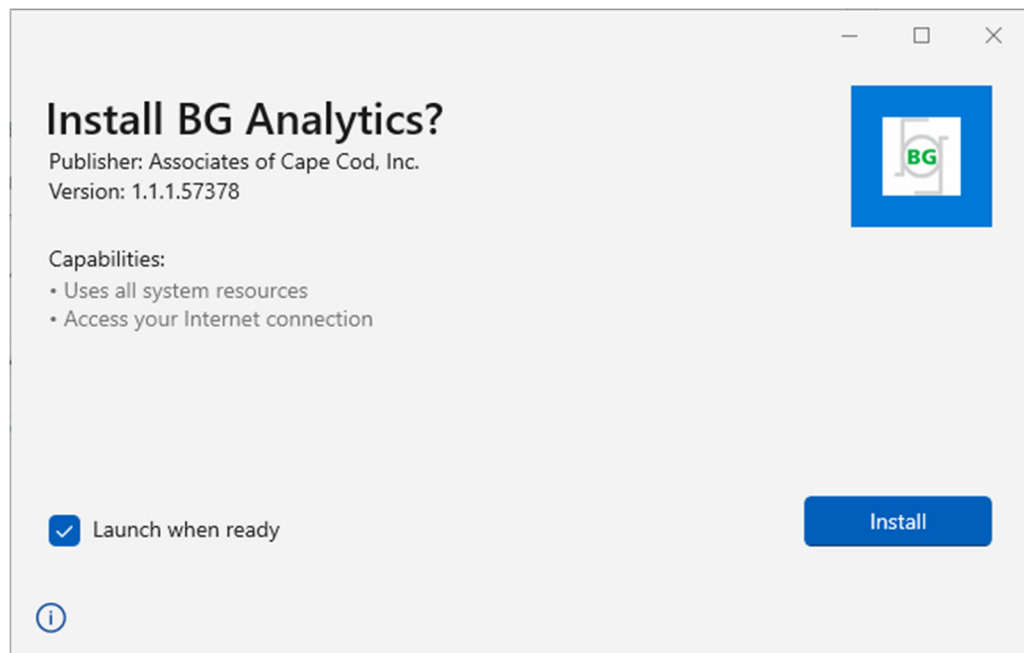 Install BG Analytics?
Publisher: Associates of Cape Cod, Inc.
Version: 1.1.1.57378
BG
Capabilities:
• Uses all system resources
• Access your Internet connection
Launch when ready
Install